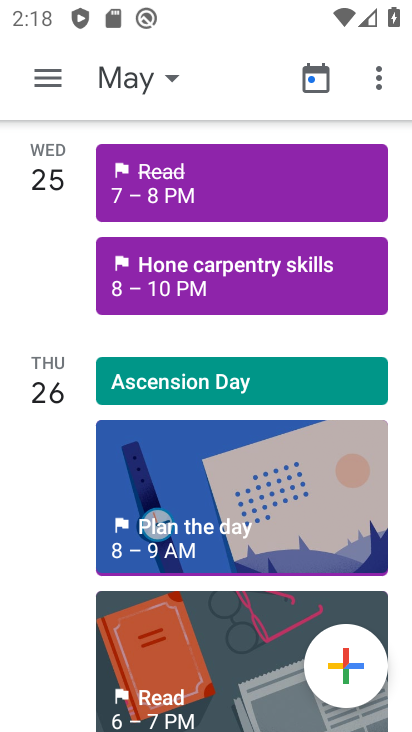 2:18
May
WED
25
Read
7 – 8 PM
Hone carpentry skills
8 – 10 PM
THU
26
Ascension Day
Plan the day
8 – 9 AM
Read
6 – 7 PM